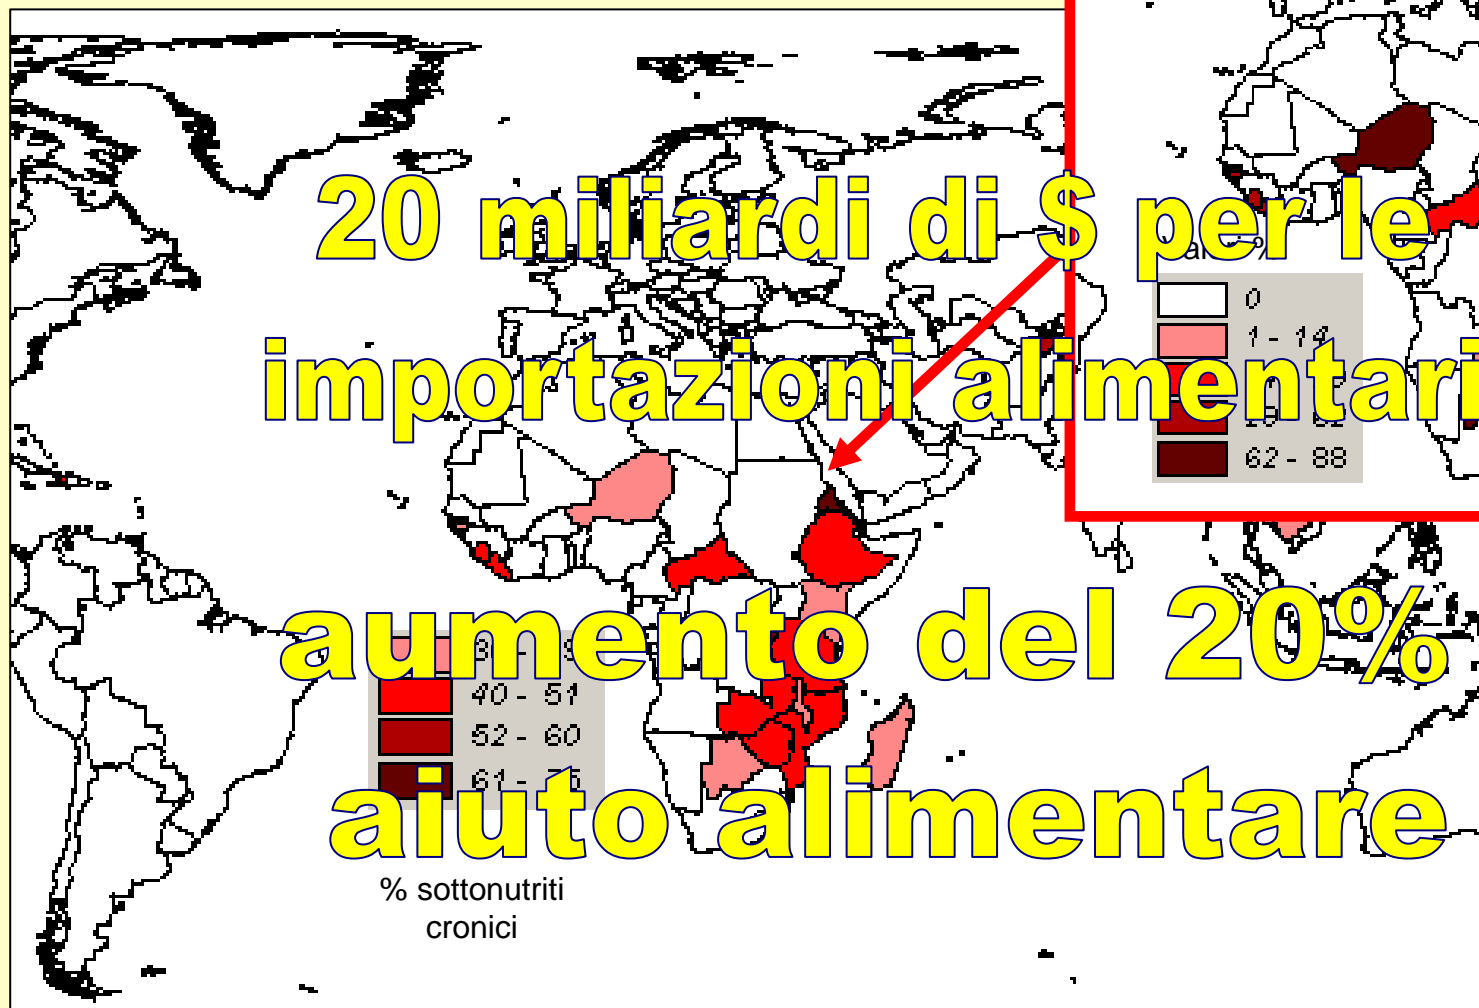 20 miliardi di $ per le
importazioni alimentari
aumento del 20%
aiuto alimentare
0
1 - 14
62 - 88
40 - 51
52 - 60
% sottonutriti
cronici